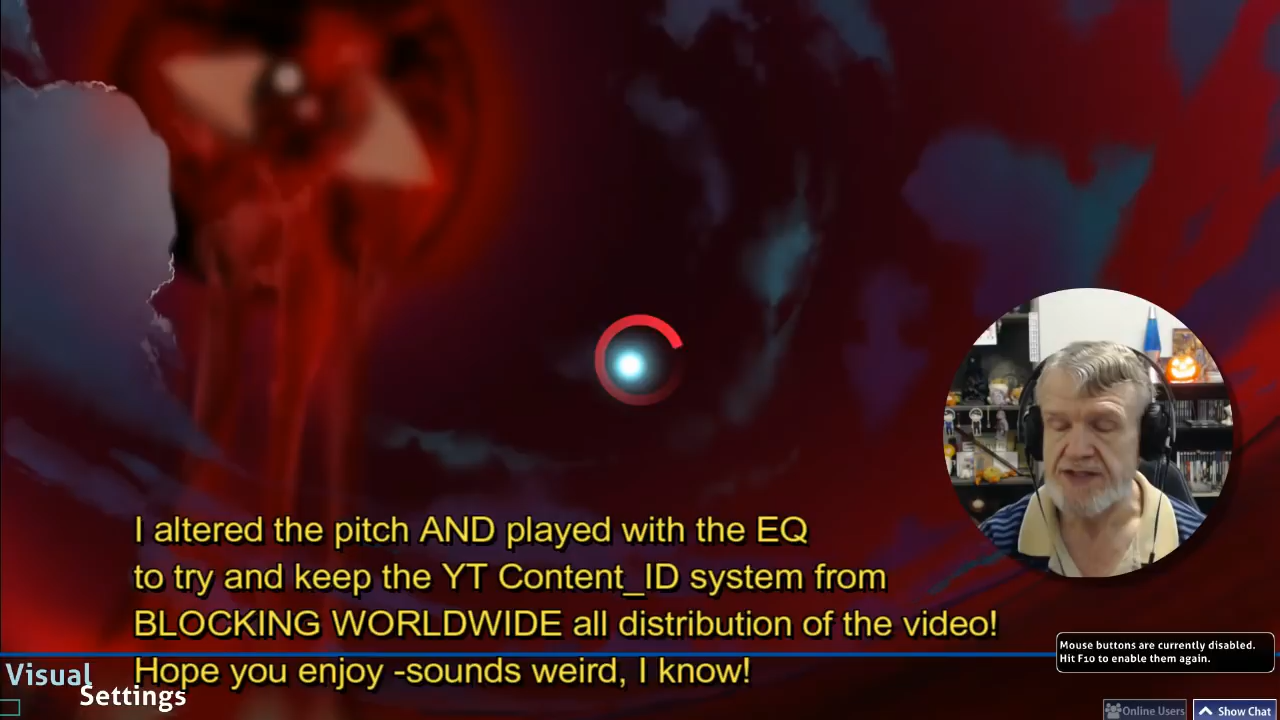 I altered the pitch AND played with the EQ
to try and keep the YT Content_ID system from
BLOCKING WORLDWIDE all distribution of the video!
Hope you enjoy -sounds weird, I know!
Mouse buttons are currently disabled.
Hit F10 to enable them again.
Visual
Settings
Online Users
Show Chat